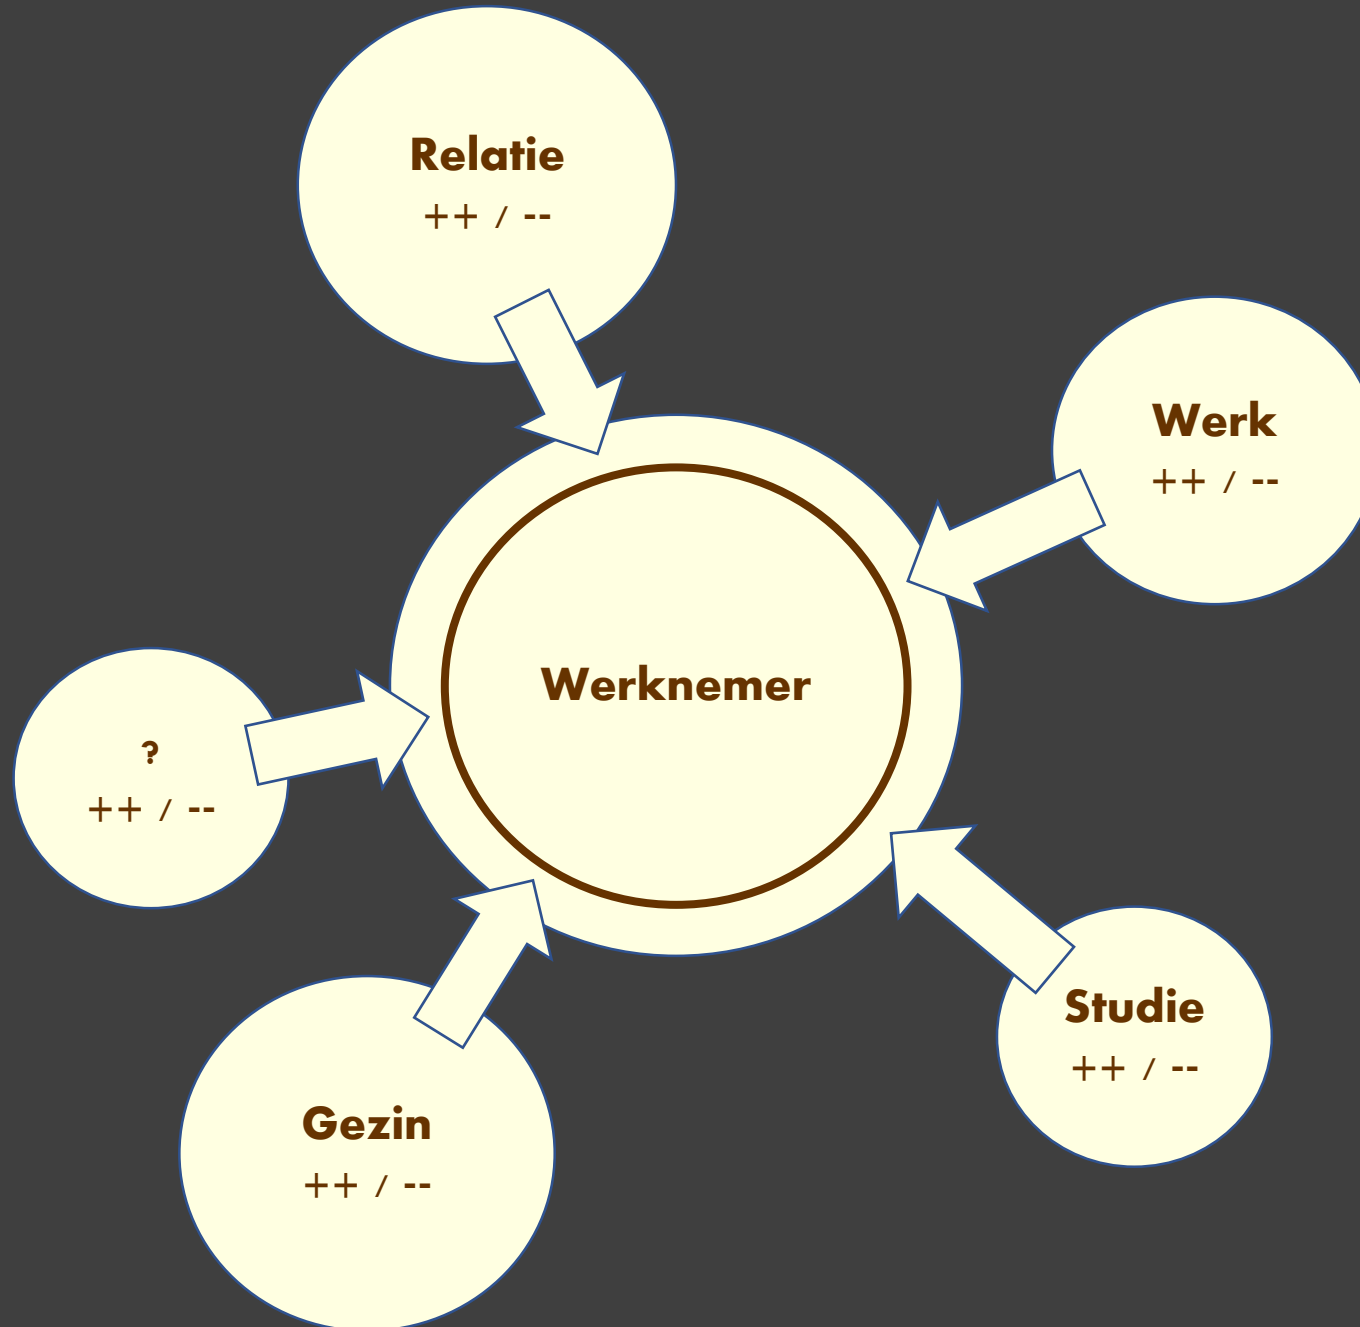 Relatie
++ / --
Werk
++ / --
Werknemer
?
++ / --
Studie
++ / --
Gezin
++ / --